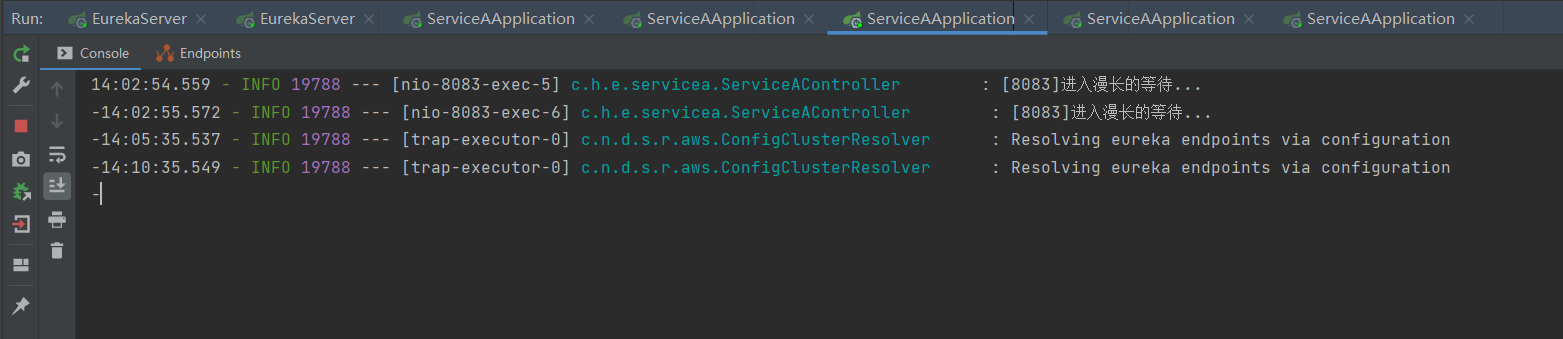 Run: EurekaServer EurekaServer ServiceAApplication ServiceAApplication ServiceAApplication ServiceAApplication ServiceAApplication
Console Endpoints
14:02:54.559 - INFO 19788 --- [nio-8083-exec-5] c.h.e.servicea.ServiceAController : [8083]进入漫长的等待...
-14:02:55.572 - INFO 19788 --- [nio-8083-exec-6] c.h.e.servicea.ServiceAController : [8083]进入漫长的等待...
-14:05:35.537 - INFO 19788 --- [trap-executor-0] c.n.d.s.r.aws.ConfigClusterResolver : Resolving eureka endpoints via configuration
-14:10:35.549 - INFO 19788 --- [trap-executor-0] c.n.d.s.r.aws.ConfigClusterResolver : Resolving eureka endpoints via configuration
-